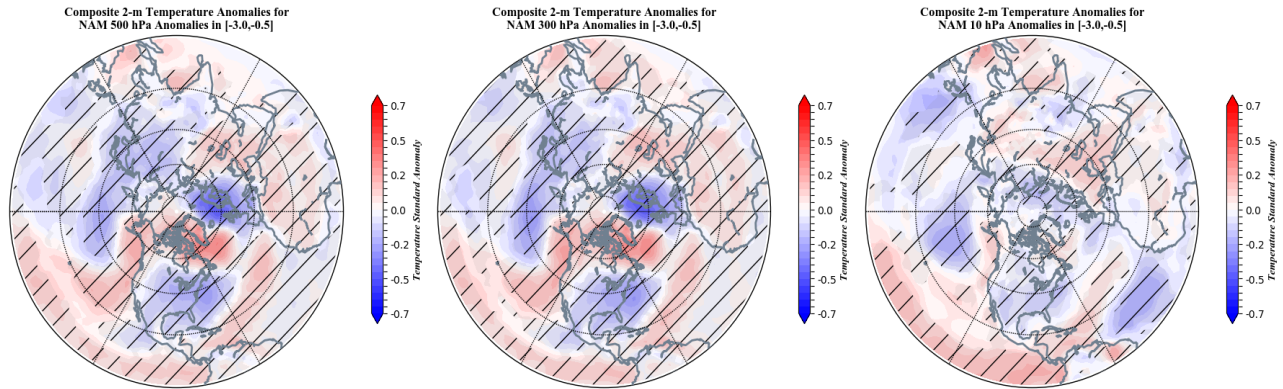 Composite 2-m Temperature Anomalies for
NAM 500 hPa Anomalies in [-3.0,-0.5]
0.7
0.5
0.2
0.0
-0.2
-0.5
-0.7
Temperature Standard Anomaly
Composite 2-m Temperature Anomalies for
NAM 300 hPa Anomalies in [-3.0,-0.5]
0.7
0.5
0.2
0.0
-0.2
-0.5
-0.7
Temperature Standard Anomaly
Composite 2-m Temperature Anomalies for
NAM 10 hPa Anomalies in [-3.0,-0.5]
0.7
0.5
0.2
0.0
-0.2
-0.5
-0.7
Temperature Standard Anomaly